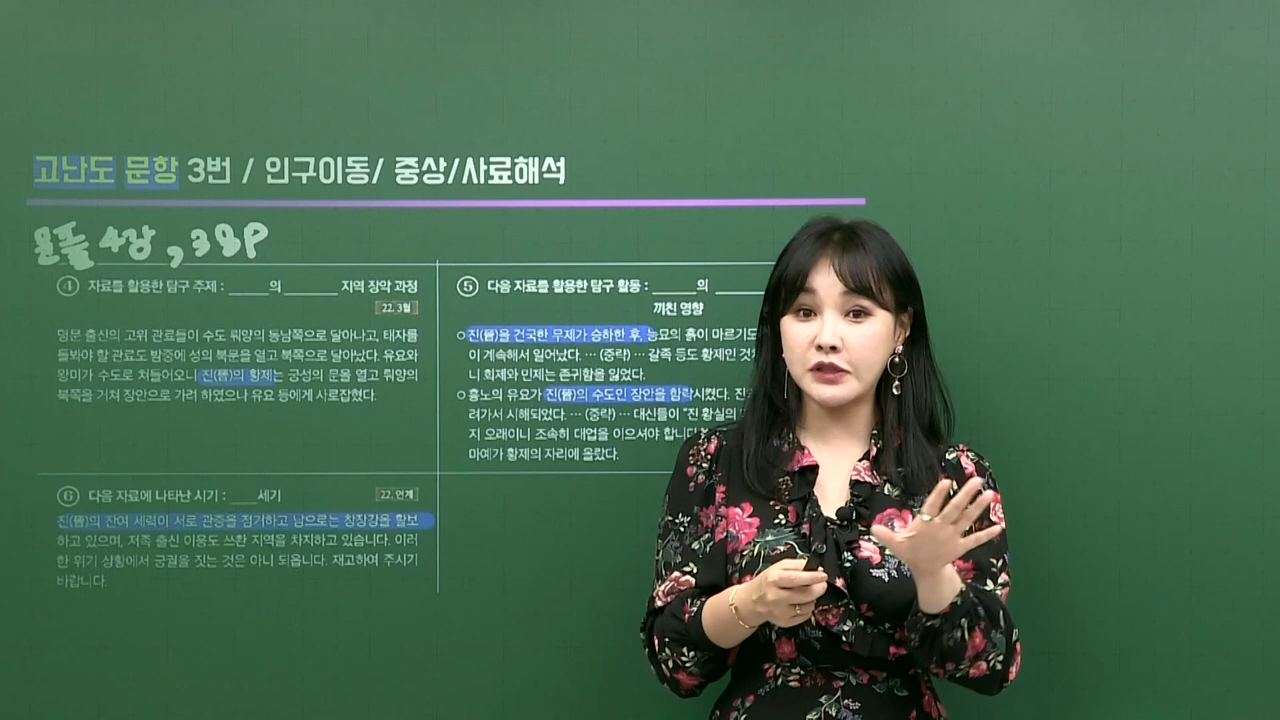 고난도 문항 3번 / 인구이동/ 중상/사료해석
문풀 4강, 38P
④ 자료를 활용한 탐구 주제 : ______의 ________ 지역 장악 과정
22. 3월
명문 출신의 고위 관료들이 수도 뤄양의 동남쪽으로 달아나고, 태자를
돌봐야 할 관료도 밤중에 성의 북문을 열고 북쪽으로 달아났다. 유요와
왕미가 수도로 쳐들어오니 진(晉)의 황제는 궁성의 문을 열고 뤄양의
북쪽을 거쳐 장안으로 가려 하였으나 유요 등에게 사로잡혔다.
⑤ 다음 자료를 활용한 탐구 활동 : ______의 ______
끼친 영향
○ 진(晉)을 건국한 무제가 승하한 후, 능묘의 흙이 마르기도
이 계속해서 일어났다. … (중략) … 갈족 등도 황제인 것
니 회제와 민제는 존귀함을 잃었다.
○ 흉노의 유요가 진(晉)의 수도인 장안을 함락시켰다. 진
려가서 시해되었다. … (중략) … 대신들이 “진 황실의
지 오래이니 조속히 대업을 이으셔야 합니다
마예가 황제의 자리에 올랐다.
⑥ 다음 자료에 나타난 시기 : ____세기
22. 연계
진(晉)의 잔여 세력이 서로 관중을 점거하고 남으로는 창장강을 할보
하고 있으며, 저족 출신 이웅도 쓰촨 지역을 차지하고 있습니다. 이러
한 위기 상황에서 궁궐을 짓는 것은 아니 되옵니다. 재고하여 주시기
바랍니다.